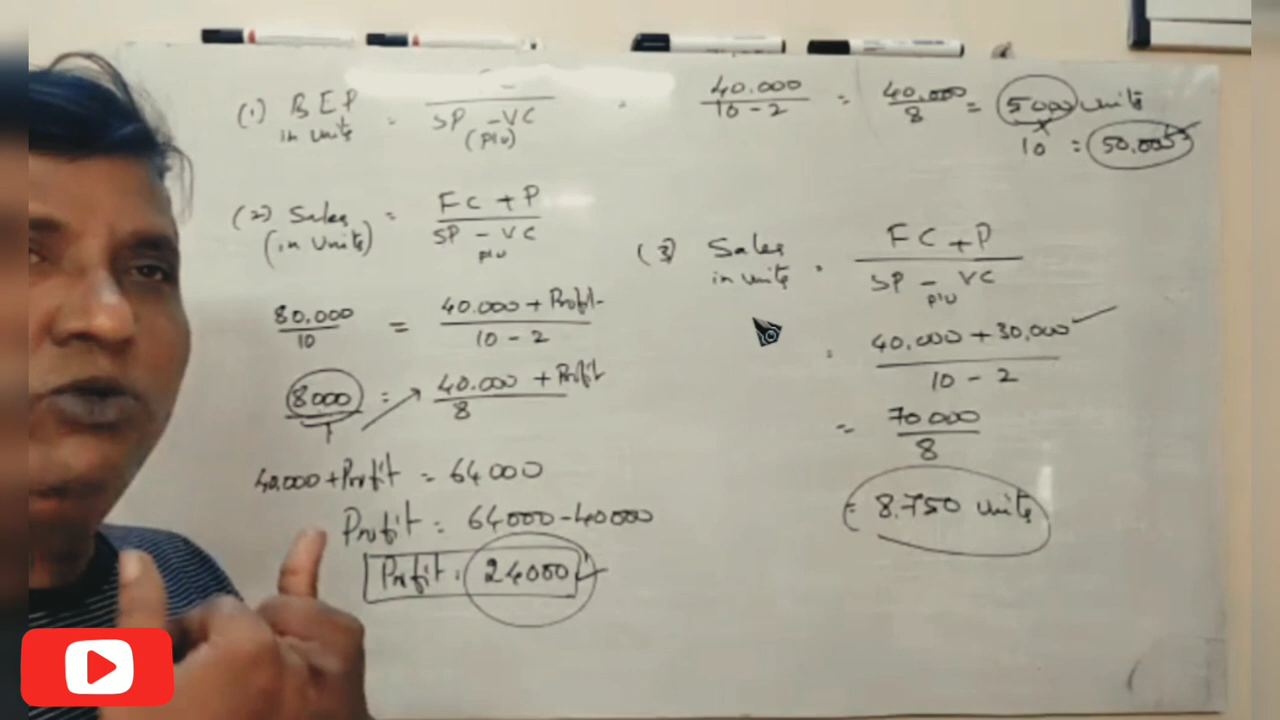 (1) BEP in units = SP - VC (p/u) = 40.000 / 10 - 2 = 40.000 / 8 = 5000 units
x 10 = 50.000
(2) Sales (in units) = FC + P / SP - VC p/u
80.000 / 10 = 40.000 + Profit / 10 - 2
8000 = 40.000 + Profit / 8
40.000 + Profit = 64000
Profit = 64000 - 40000
Profit = 24000
(3) Sales in units = FC + P / SP - VC p/u
= 40,000 + 30,000 / 10 - 2
= 70000 / 8
= 8.750 units